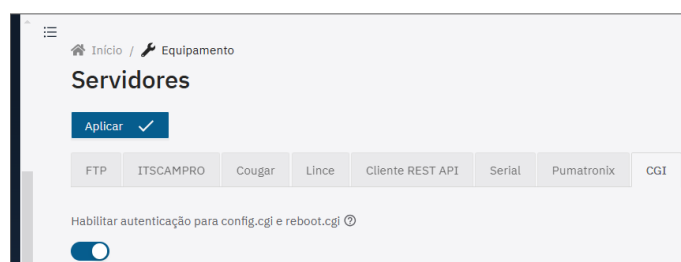 Início / Equipamento
Servidores
Aplicar
FTP ITSCAMPRO Cougar Lince Cliente REST API Serial Pumatronix CGI
Habilitar autenticação para config.cgi e reboot.cgi